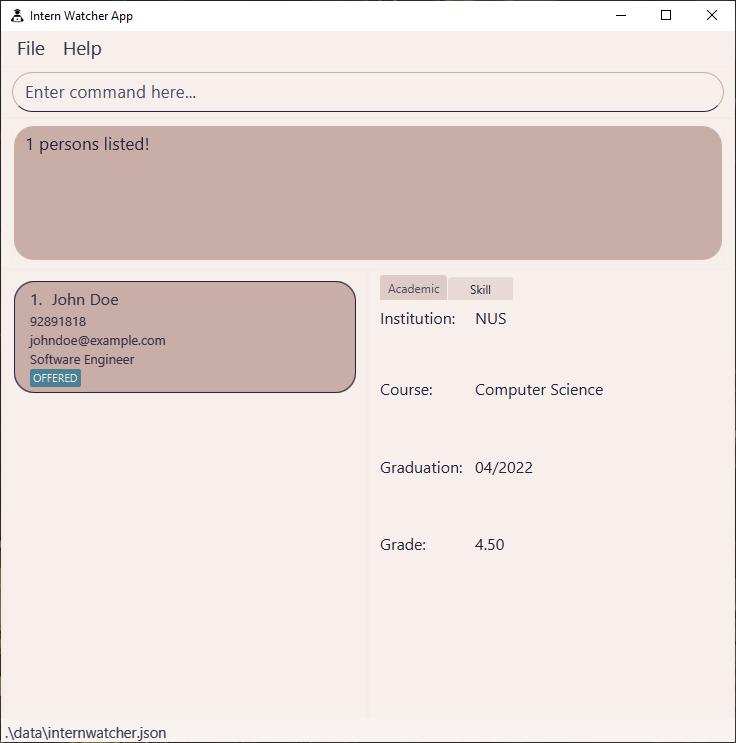 Intern Watcher App
File Help
Enter command here...
1 persons listed!
1. John Doe
92891818
johndoe@example.com
Software Engineer
OFFERED
Academic Skill
Institution: NUS
Course: Computer Science
Graduation: 04/2022
Grade: 4.50
.\data\internwatcher.json